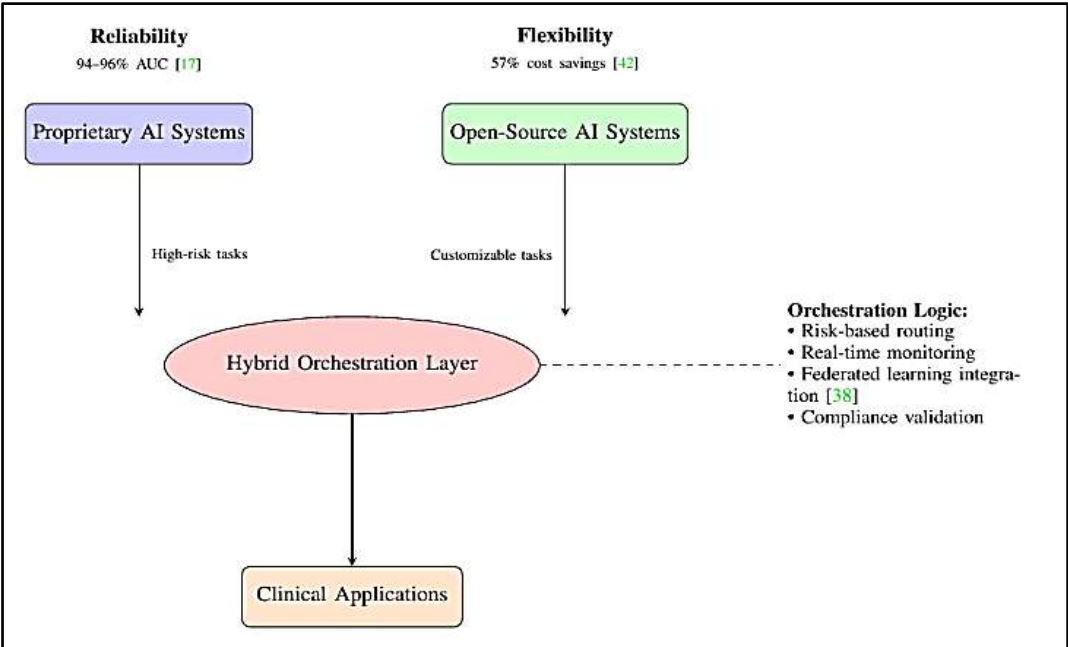 Reliability
94–96% AUC [17]
Flexibility
57% cost savings [42]
Proprietary AI Systems
Open-Source AI Systems
High-risk tasks
Customizable tasks
Hybrid Orchestration Layer
Orchestration Logic:
• Risk-based routing
• Real-time monitoring
• Federated learning integra-
tion [38]
• Compliance validation
Clinical Applications